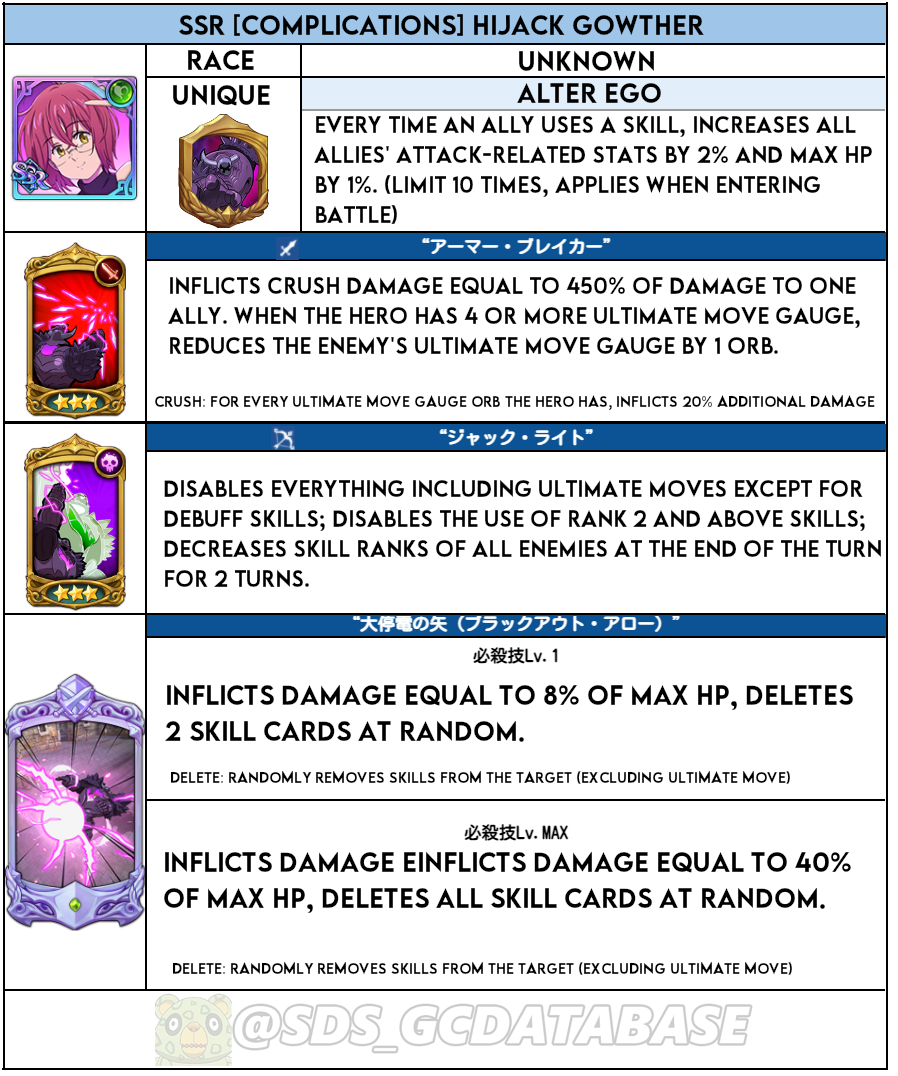 SSR [COMPLICATIONS] HIJACK GOWTHER
RACE
UNKNOWN
UNIQUE
ALTER EGO
EVERY TIME AN ALLY USES A SKILL, INCREASES ALL
ALLIES' ATTACK-RELATED STATS BY 2% AND MAX HP
BY 1%. (LIMIT 10 TIMES, APPLIES WHEN ENTERING
BATTLE)
SSR
“アーマー・ブレイカー”
INFLICTS CRUSH DAMAGE EQUAL TO 450% OF DAMAGE TO ONE
ALLY. WHEN THE HERO HAS 4 OR MORE ULTIMATE MOVE GAUGE,
REDUCES THE ENEMY'S ULTIMATE MOVE GAUGE BY 1 ORB.
CRUSH: FOR EVERY ULTIMATE MOVE GAUGE ORB THE HERO HAS, INFLICTS 20% ADDITIONAL DAMAGE
“ジャック・ライト”
DISABLES EVERYTHING INCLUDING ULTIMATE MOVES EXCEPT FOR
DEBUFF SKILLS; DISABLES THE USE OF RANK 2 AND ABOVE SKILLS;
DECREASES SKILL RANKS OF ALL ENEMIES AT THE END OF THE TURN
FOR 2 TURNS.
“大停電の矢（ブラックアウト・アロー）”
必殺技Lv.1
INFLICTS DAMAGE EQUAL TO 8% OF MAX HP, DELETES
2 SKILL CARDS AT RANDOM.
DELETE: RANDOMLY REMOVES SKILLS FROM THE TARGET (EXCLUDING ULTIMATE MOVE)
必殺技Lv.MAX
INFLICTS DAMAGE EINFLICTS DAMAGE EQUAL TO 40%
OF MAX HP, DELETES ALL SKILL CARDS AT RANDOM.
DELETE: RANDOMLY REMOVES SKILLS FROM THE TARGET (EXCLUDING ULTIMATE MOVE)
@SDS_GCDATABASE